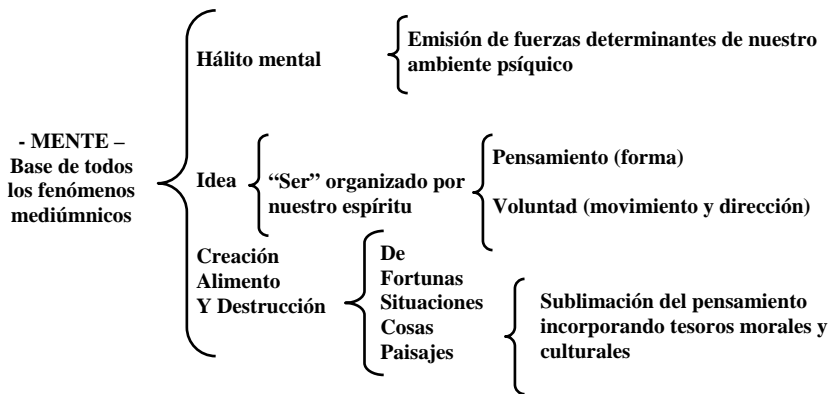 - MENTE –
Base de todos
los fenómenos
mediúmnicos
Hálito mental
Emisión de fuerzas determinantes de nuestro
ambiente psíquico
Idea
“Ser” organizado por
nuestro espíritu
Pensamiento (forma)
Voluntad (movimiento y dirección)
Creación
Alimento
Y Destrucción
De
Fortunas
Situaciones
Cosas
Paisajes
Sublimación del pensamiento
incorporando tesoros morales y
culturales